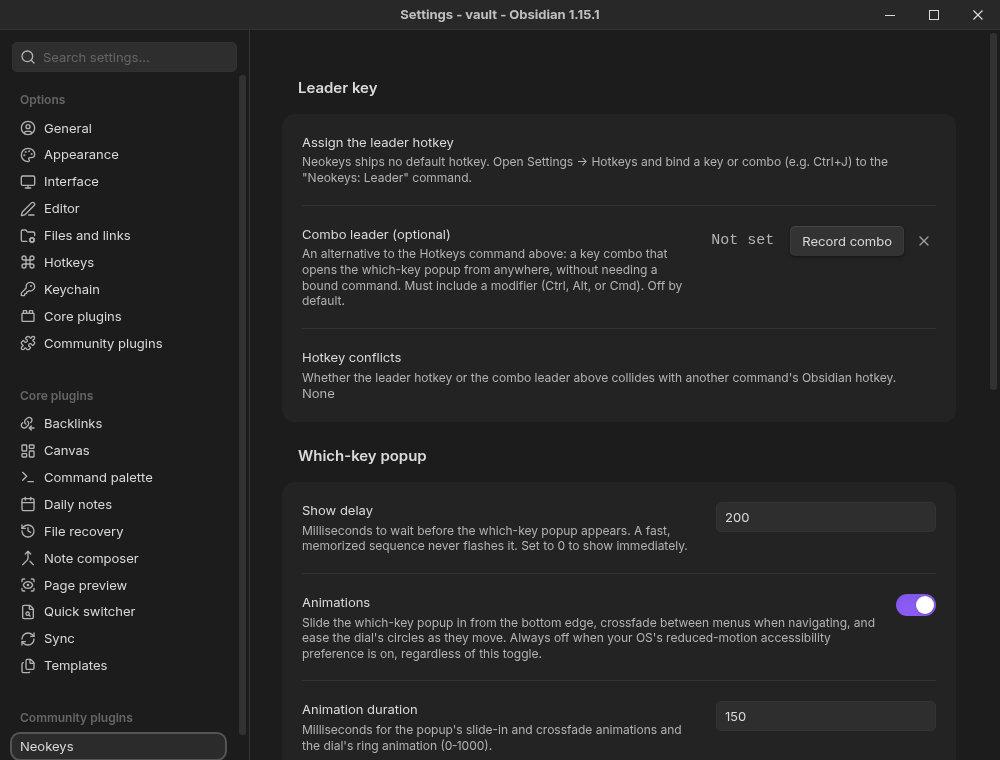 Settings - vault - Obsidian 1.15.1
Search settings...
Options
General
Appearance
Interface
Editor
Files and links
Hotkeys
Keychain
Core plugins
Community plugins
Core plugins
Backlinks
Canvas
Command palette
Daily notes
File recovery
Note composer
Page preview
Quick switcher
Sync
Templates
Community plugins
Neokeys
Leader key
Assign the leader hotkey
Neokeys ships no default hotkey. Open Settings → Hotkeys and bind a key or combo (e.g. Ctrl+J) to the
"Neokeys: Leader" command.
Combo leader (optional)
An alternative to the Hotkeys command above: a key combo that
opens the which-key popup from anywhere, without needing a
bound command. Must include a modifier (Ctrl, Alt, or Cmd). Off by
default.
Not set
Record combo
Hotkey conflicts
Whether the leader hotkey or the combo leader above collides with another command's Obsidian hotkey.
None
Which-key popup
Show delay
Milliseconds to wait before the which-key popup appears. A fast,
memorized sequence never flashes it. Set to 0 to show immediately.
200
Animations
Slide the which-key popup in from the bottom edge, crossfade between menus when navigating, and
ease the dial's circles as they move. Always off when your OS's reduced-motion accessibility
preference is on, regardless of this toggle.
Animation duration
Milliseconds for the popup's slide-in and crossfade animations and
the dial's ring animation (0-1000).
150